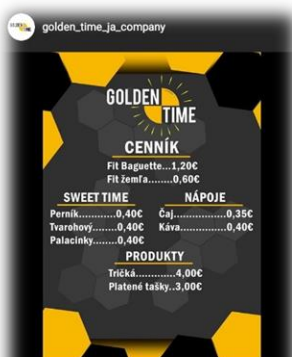 golden_time_ja_company
GOLDEN
TIME
CENNÍK
Fit Baguette...1,20€
Fit žemľa........0,60€
SWEET TIME
Perník............0,40€
Tvarohový.......0,40€
Palacinky........0,40€
NÁPOJE
Čaj...............0,35€
Káva.............0,40€
PRODUKTY
Tričká.............4,00€
Platené tašky..3,00€